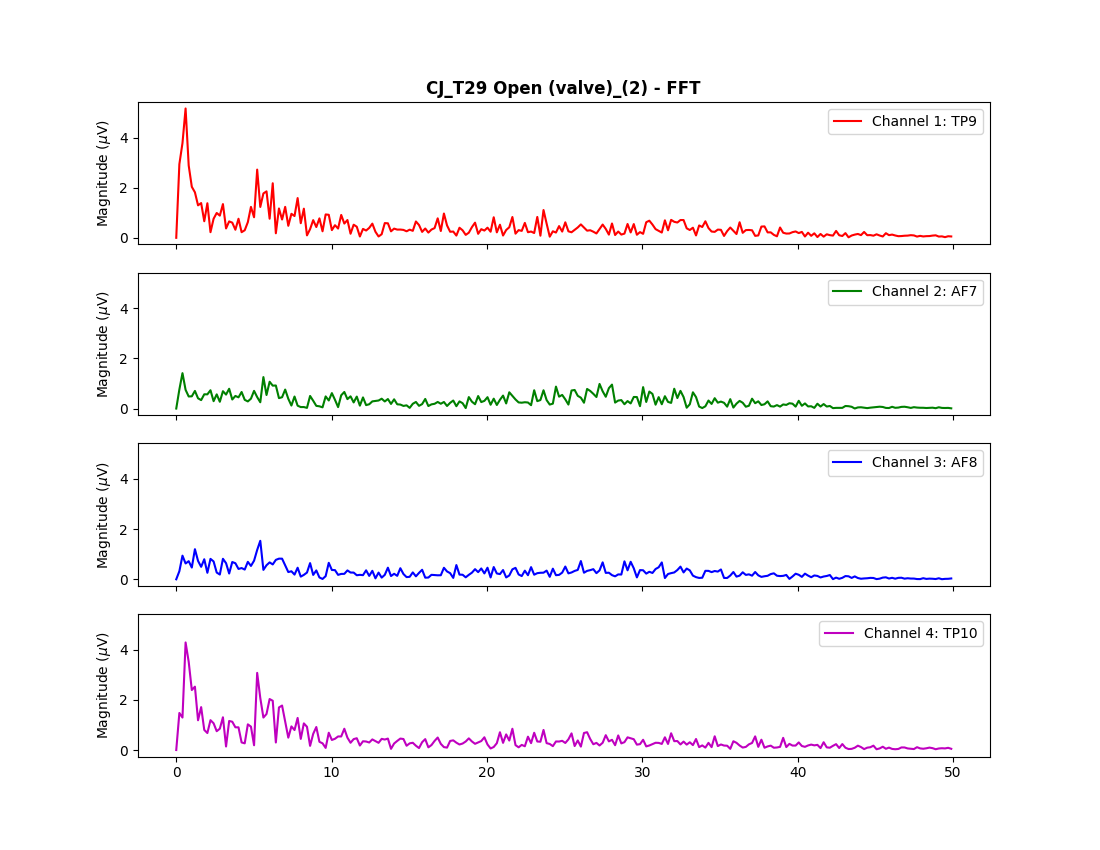 CJ_T29 Open (valve)_(2) - FFT
Magnitude (μV)
4
2
0
Channel 1: TP9
Magnitude (μV)
4
2
0
Channel 2: AF7
Magnitude (μV)
4
2
0
Channel 3: AF8
Magnitude (μV)
4
2
0
Channel 4: TP10
0 10 20 30 40 50